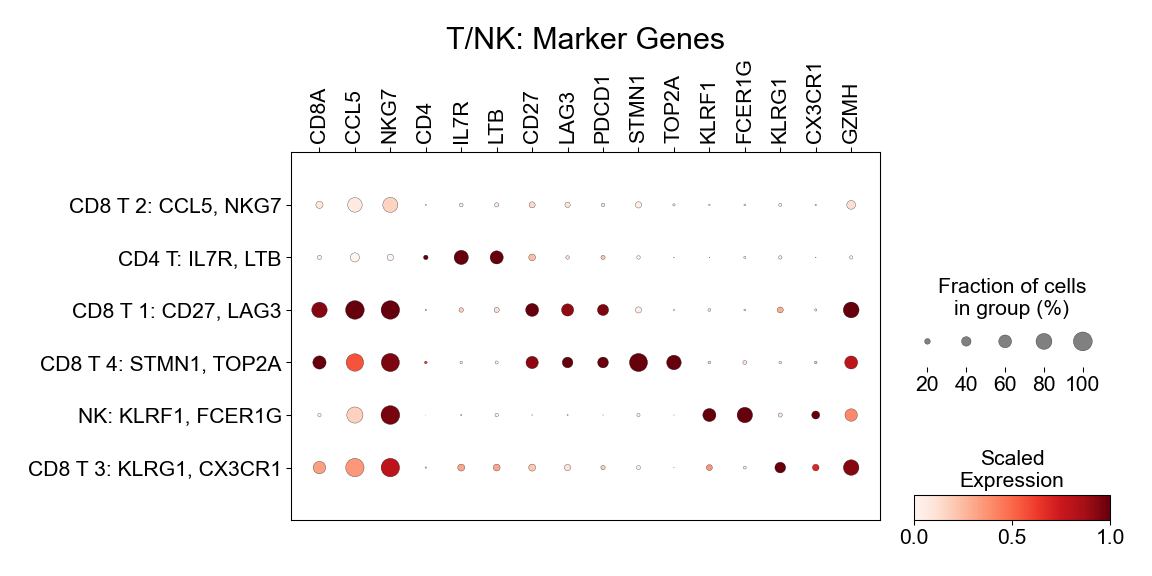 T/NK: Marker Genes
CD8A
CCL5
NKG7
CD4
IL7R
LTB
CD27
LAG3
PDCD1
STMN1
TOP2A
KLRF1
FCER1G
KLRG1
CX3CR1
GZMH
CD8 T 2: CCL5, NKG7
CD4 T: IL7R, LTB
CD8 T 1: CD27, LAG3
CD8 T 4: STMN1, TOP2A
NK: KLRF1, FCER1G
CD8 T 3: KLRG1, CX3CR1
Fraction of cells
in group (%)
20 40 60 80 100
Scaled
Expression
0.0 0.5 1.0